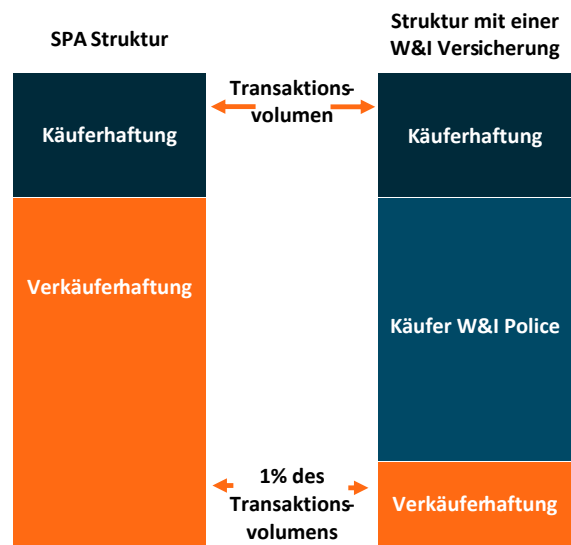 SPA Struktur
Struktur mit einer
W&I Versicherung
Transaktions-
volumen
Käuferhaftung
Käuferhaftung
Verkäuferhaftung
Käufer W&I Police
1% des
Transaktions-
volumens
Verkäuferhaftung